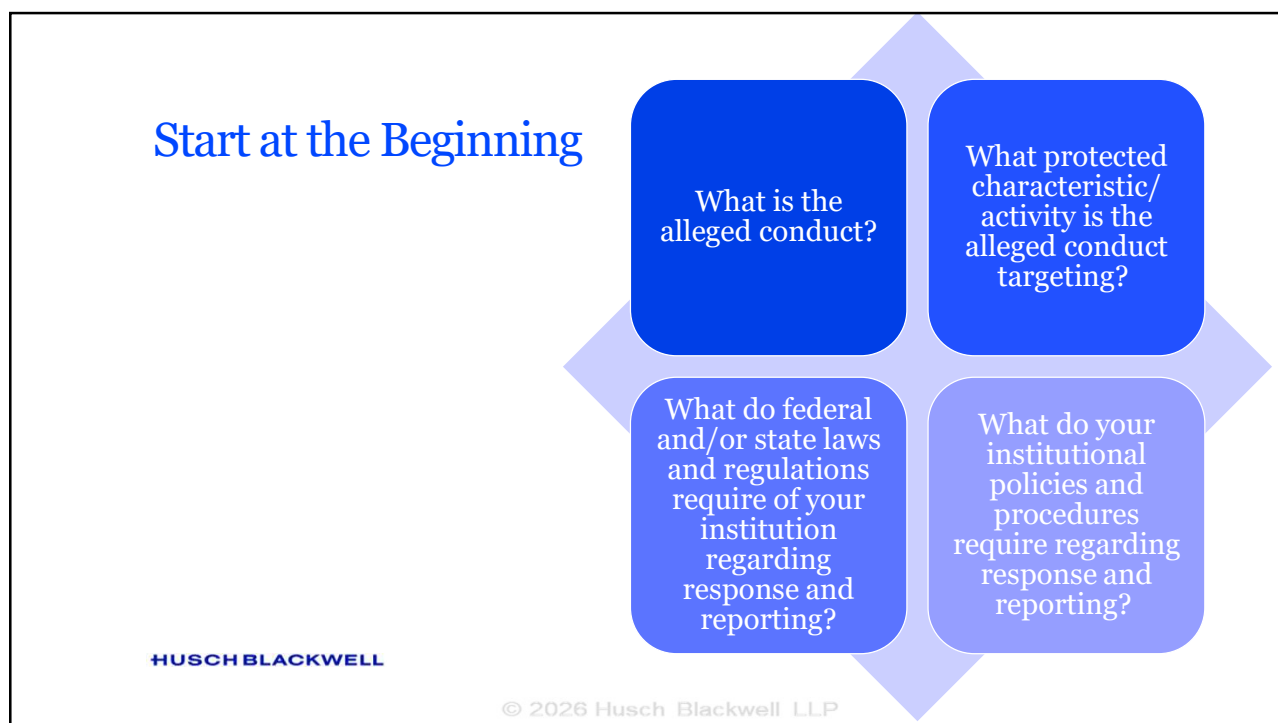 Start at the Beginning
What is the
alleged conduct?
What protected
characteristic/
activity is the
alleged conduct
targeting?
What do federal
and/or state laws
and regulations
require of your
institution
regarding
response and
reporting?
What do your
institutional
policies and
procedures
require regarding
response and
reporting?
HUSCH BLACKWELL
© 2026 Husch Blackwell LLP